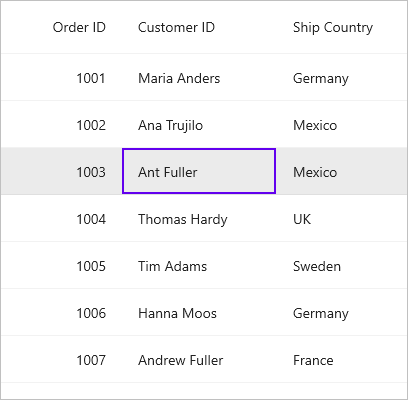 Order ID Customer ID Ship Country
1001 Maria Anders Germany
1002 Ana Trujilo Mexico
1003 Ant Fuller Mexico
1004 Thomas Hardy UK
1005 Tim Adams Sweden
1006 Hanna Moos Germany
1007 Andrew Fuller France